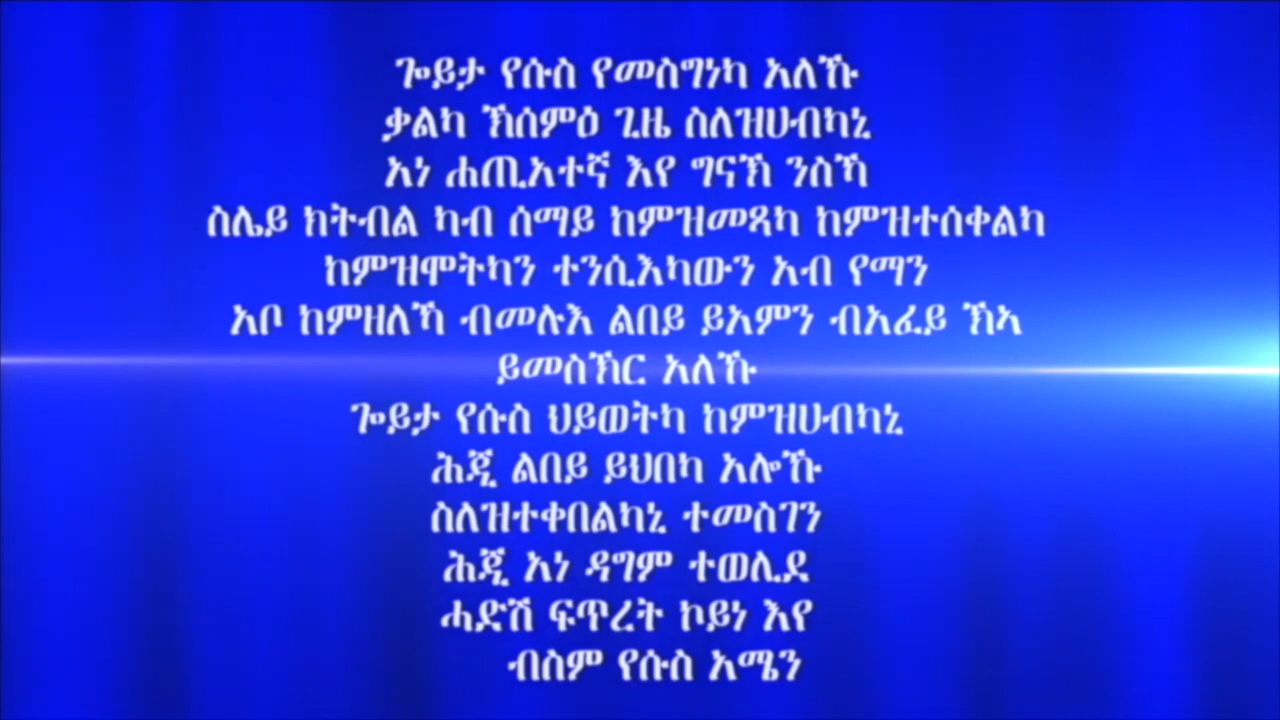 ጐይታ የሱስ የመስግነካ አለኹ
ቃልካ ኽሰምዕ ጊዜ ስለዝሀብካኒ
አነ ሐጢአተኛ እየ ግናኽ ንስኻ
ስሌይ ክትብል ካብ ሰማይ ከምዝመጻካ ከምዝተሰቀልካ
ከምዝሞትካን ተንሲእካውን አብ የማን
አቦ ከምዘለኻ ብመሉእ ልበይ ይአምን ብአፈይ ኽኣ
ይመስኽር አለኹ
ጐይታ የሱስ ህይወትካ ከምዝሀብካኒ
ሕጂ ልበይ ይህበካ አሎኹ
ስለዝተቀበልካኒ ተመስገን
ሕጂ አነ ዳግም ተወሊደ
ሓድሽ ፍጥረት ኮይነ እየ
ብስም የሱስ አሜን